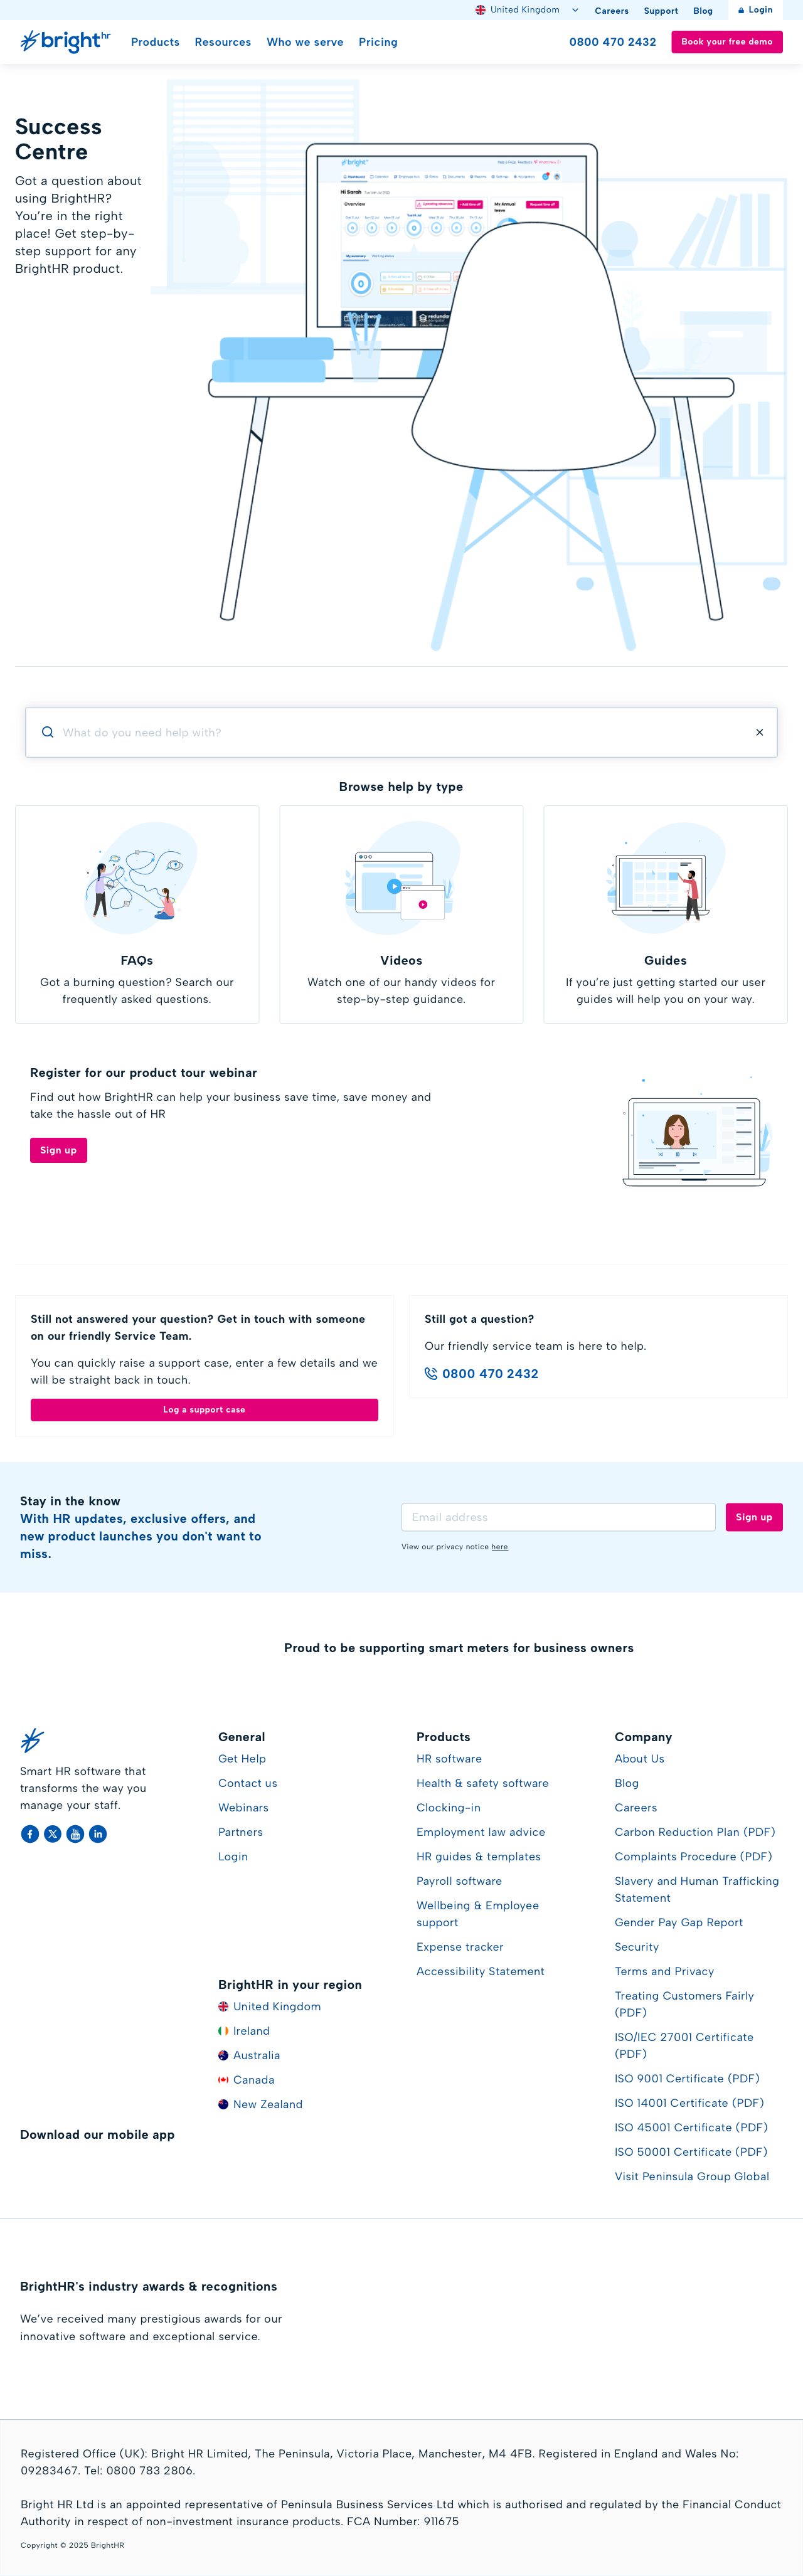 United Kingdom
Careers
Support
Blog
Login
bright hr
Products
Resources
Who we serve
Pricing
0800 470 2432
Book your free demo
Success
Centre
Got a question about
using BrightHR?
You're in the right
place! Get step-by-
step support for any
BrightHR product.
bright
Hi Sarah
Overview
My Annual
leave
What do you need help with?
Browse help by type
FAQs
Got a burning question? Search our
frequently asked questions.
Videos
Watch one of our handy videos for
step-by-step guidance.
Guides
If you're just getting started our user
guides will help you on your way.
Register for our product tour webinar
Find out how BrightHR can help your business save time, save money and
take the hassle out of HR
Sign up
Still not answered your question? Get in touch with someone
on our friendly Service Team.
You can quickly raise a support case, enter a few details and we
will be straight back in touch.
Log a support case
Still got a question?
Our friendly service team is here to help.
0800 470 2432
Stay in the know
With HR updates, exclusive offers, and
new product launches you don't want to
miss.
Email address
Sign up
View our privacy notice here
Proud to be supporting smart meters for business owners
Smart HR software that
transforms the way you
manage your staff.
General
Get Help
Contact us
Webinars
Partners
Login
BrightHR in your region
United Kingdom
Ireland
Australia
Canada
New Zealand
Products
HR software
Health & safety software
Clocking-in
Employment law advice
HR guides & templates
Payroll software
Wellbeing & Employee
support
Expense tracker
Accessibility Statement
Company
About Us
Blog
Careers
Carbon Reduction Plan (PDF)
Complaints Procedure (PDF)
Slavery and Human Trafficking
Statement
Gender Pay Gap Report
Security
Terms and Privacy
Treating Customers Fairly
(PDF)
ISO/IEC 27001 Certificate
(PDF)
ISO 9001 Certificate (PDF)
ISO 14001 Certificate (PDF)
ISO 45001 Certificate (PDF)
ISO 50001 Certificate (PDF)
Visit Peninsula Group Global
Download our mobile app
BrightHR's industry awards & recognitions
We've received many prestigious awards for our
innovative software and exceptional service.
Registered Office (UK): Bright HR Limited, The Peninsula, Victoria Place, Manchester, M4 4FB. Registered in England and Wales No:
09283467. Tel: 0800 783 2806.
Bright HR Ltd is an appointed representative of Peninsula Business Services Ltd which is authorised and regulated by the Financial Conduct
Authority in respect of non-investment insurance products. FCA Number: 911675
Copyright © 2025 BrightHR